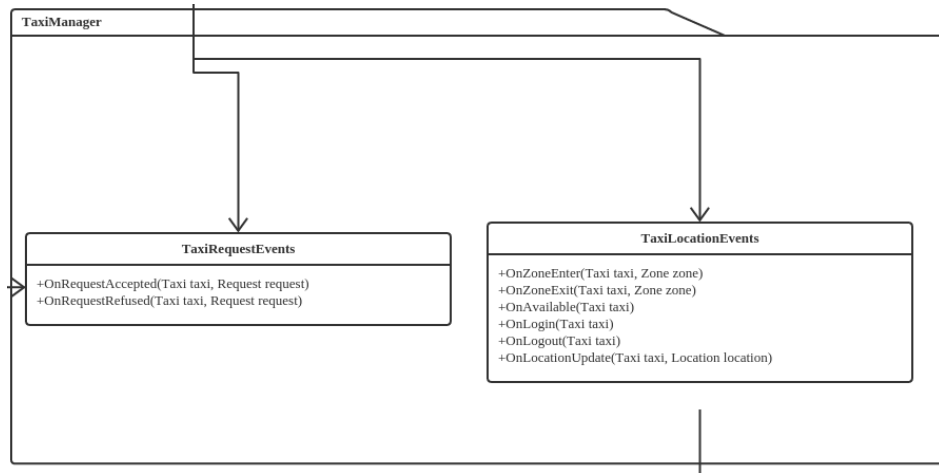 TaxiManager
TaxiRequestEvents
+OnRequestAccepted(Taxi taxi, Request request)
+OnRequestRefused(Taxi taxi, Request request)
TaxiLocationEvents
+OnZoneEnter(Taxi taxi, Zone zone)
+OnZoneExit(Taxi taxi, Zone zone)
+OnAvailable(Taxi taxi)
+OnLogin(Taxi taxi)
+OnLogout(Taxi taxi)
+OnLocationUpdate(Taxi taxi, Location location)